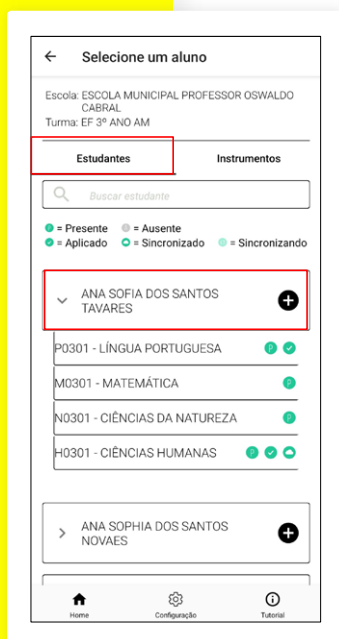 Selecione um aluno
Escola: ESCOLA MUNICIPAL PROFESSOR OSWALDO
CABRAL
Turma: EF 3º ANO AM
Estudantes
Instrumentos
Buscar estudante
P = Presente = Ausente
= Aplicado = Sincronizado = Sincronizando
ANA SOFIA DOS SANTOS
TAVARES
P0301 - LÍNGUA PORTUGUESA P
M0301 - MATEMÁTICA P
N0301 - CIÊNCIAS DA NATUREZA P
H0301 - CIÊNCIAS HUMANAS P
ANA SOPHIA DOS SANTOS
NOVAES
Home
Configuração
Tutorial